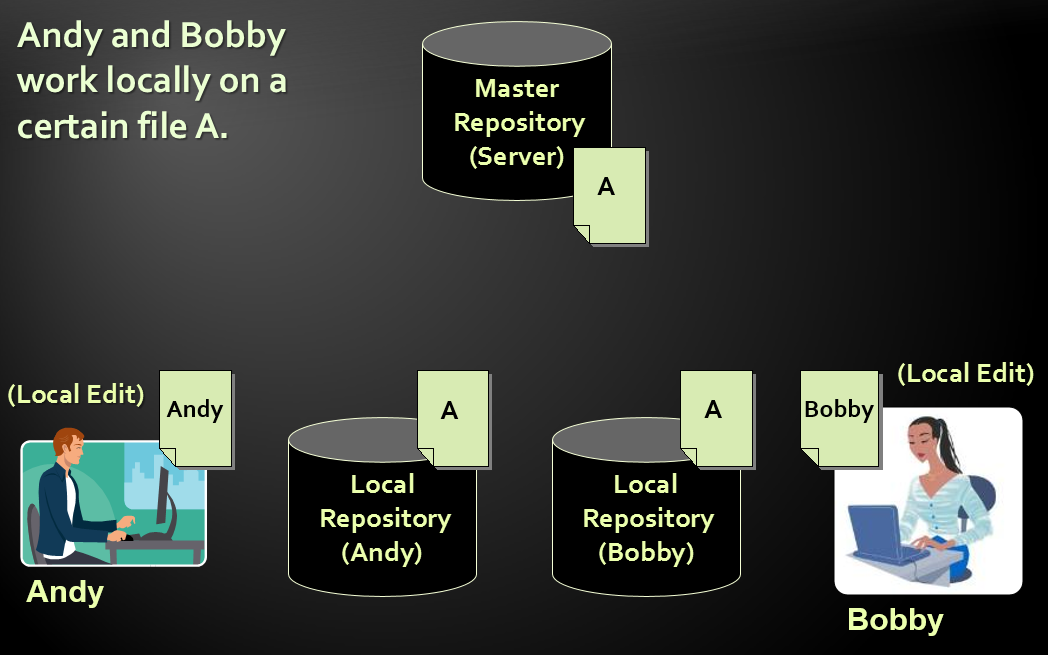 Andy and Bobby
work locally on a
certain file A.
Master
Repository
(Server)
A
(Local Edit)
Andy
A
A
Bobby
(Local Edit)
Local
Repository
(Andy)
Local
Repository
(Bobby)
Andy
Bobby